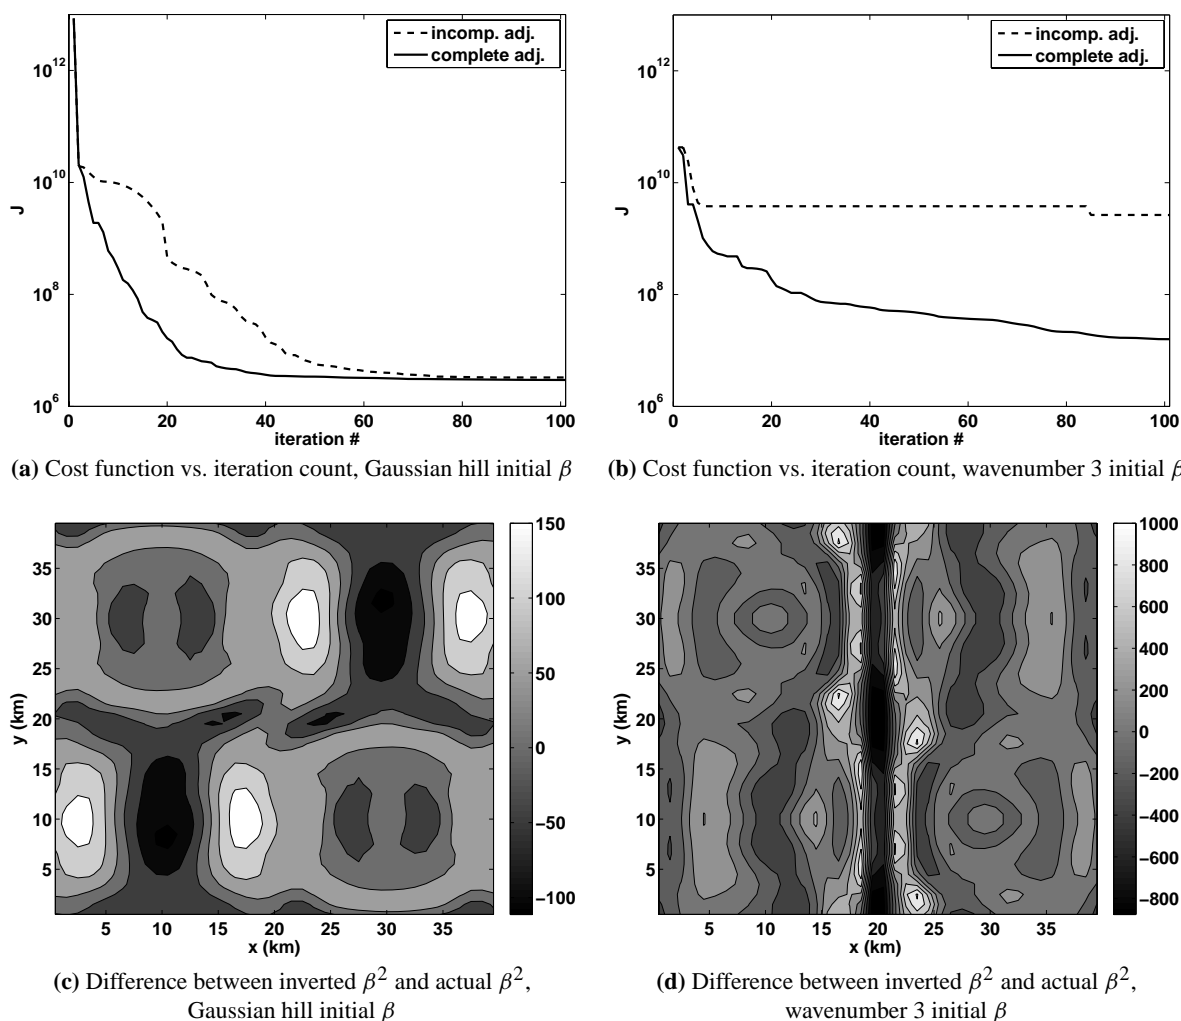 incomp. adj.
complete adj.
10^12
10^10
10^8
10^6
J
0 20 40 60 80 100
iteration #
(a) Cost function vs. iteration count, Gaussian hill initial β
incomp. adj.
complete adj.
10^12
10^10
10^8
10^6
J
0 20 40 60 80 100
iteration #
(b) Cost function vs. iteration count, wavenumber 3 initial β
35
30
25
20
15
10
5
y (km)
5 10 15 20 25 30 35
x (km)
150
100
50
0
−50
−100
(c) Difference between inverted β² and actual β²,
Gaussian hill initial β
35
30
25
20
15
10
5
y (km)
5 10 15 20 25 30 35
x (km)
1000
800
600
400
200
0
−200
−400
−600
−800
(d) Difference between inverted β² and actual β²,
wavenumber 3 initial β